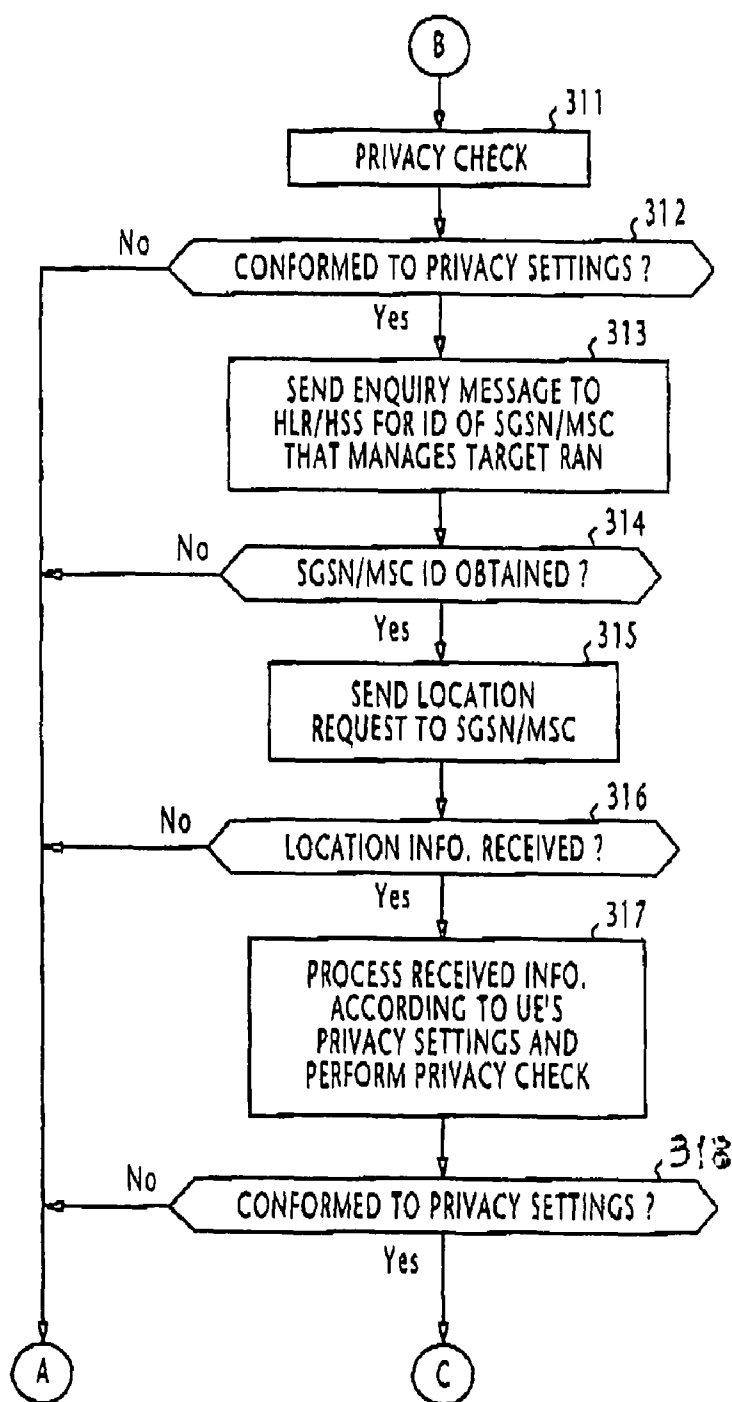 B
311
PRIVACY CHECK
312
No
CONFORMED TO PRIVACY SETTINGS ?
Yes
313
SEND ENQUIRY MESSAGE TO
HLR/HSS FOR ID OF SGSN/MSC
THAT MANAGES TARGET RAN
314
No
SGSN/MSC ID OBTAINED ?
Yes
315
SEND LOCATION
REQUEST TO SGSN/MSC
316
No
LOCATION INFO. RECEIVED ?
Yes
317
PROCESS RECEIVED INFO.
ACCORDING TO UE'S
PRIVACY SETTINGS AND
PERFORM PRIVACY CHECK
318
No
CONFORMED TO PRIVACY SETTINGS ?
Yes
A
C